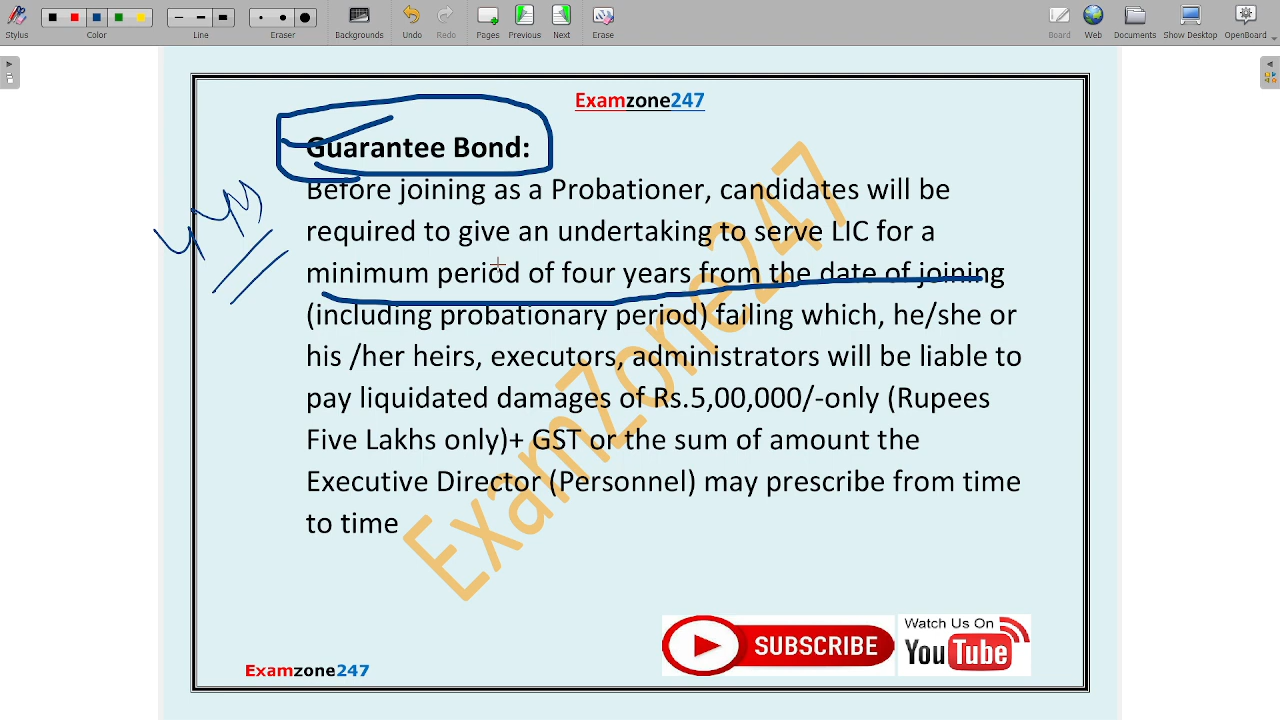 Stylus
Color
Line
Eraser
Backgrounds
Undo
Redo
Pages
Previous
Next
Erase
Board
Web
Documents
Show Desktop
OpenBoard
Examzone247
Guarantee Bond:
Before joining as a Probationer, candidates will be
required to give an undertaking to serve LIC for a
minimum period of four years from the date of joining
(including probationary period) failing which, he/she or
his /her heirs, executors, administrators will be liable to
pay liquidated damages of Rs.5,00,000/-only (Rupees
Five Lakhs only)+ GST or the sum of amount the
Executive Director (Personnel) may prescribe from time
to time
ExamZone247
SUBSCRIBE
Watch Us On
YouTube
Examzone247